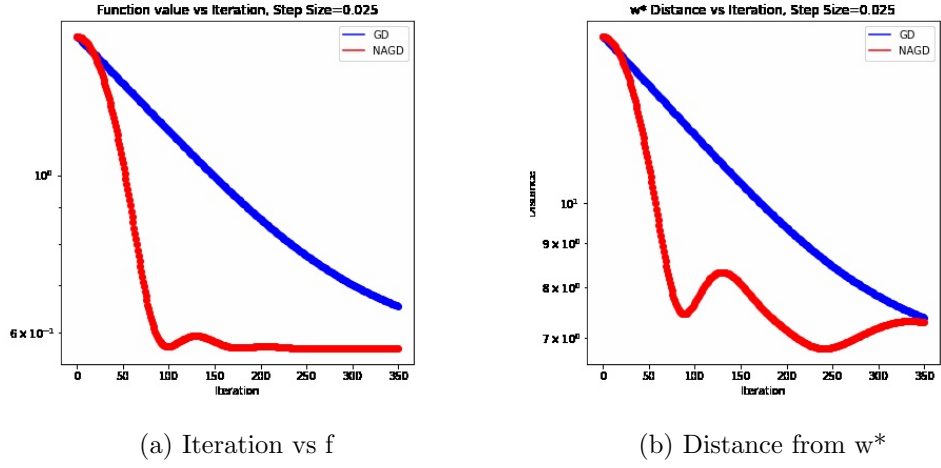 Function value vs Iteration, Step Size=0.025
GD
NAGD
10⁰
6 × 10⁻¹
0 50 100 150 200 250 300 350
Iteration
(a) Iteration vs f
w* Distance vs Iteration, Step Size=0.025
GD
NAGD
Distance
10¹
9 × 10⁰
8 × 10⁰
7 × 10⁰
0 50 100 150 200 250 300 350
Iteration
(b) Distance from w*